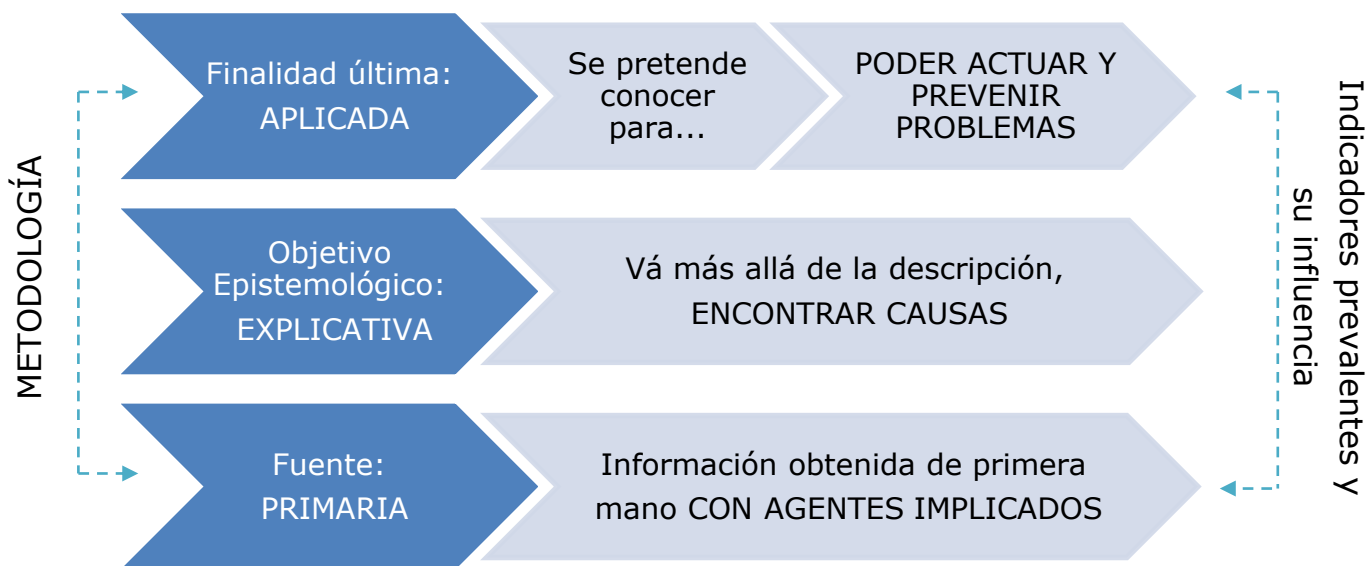 METODOLOGÍA
Finalidad última:
APLICADA
Se pretende
conocer
para...
PODER ACTUAR Y
PREVENIR
PROBLEMAS
Objetivo
Epistemológico:
EXPLICATIVA
Vá más allá de la descripción,
ENCONTRAR CAUSAS
Fuente:
PRIMARIA
Información obtenida de primera
mano CON AGENTES IMPLICADOS
Indicadores prevalentes y
su influencia